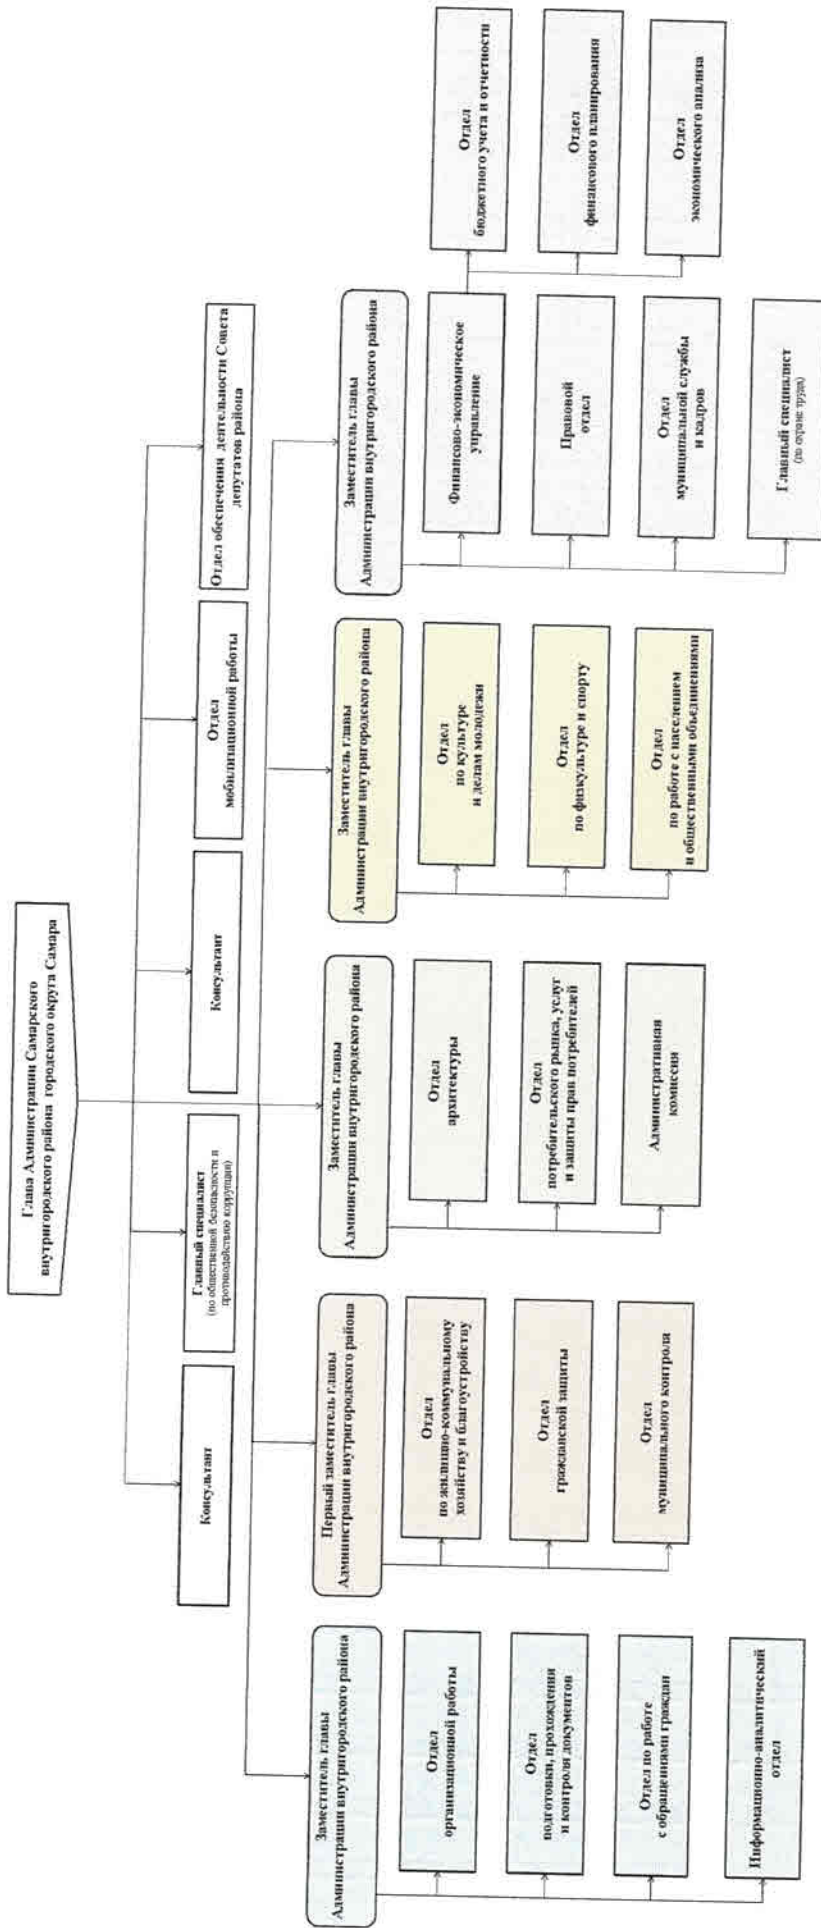 Глава Администрации Самарского
внутригородского района городского округа Самара
Консультант
Главный специалист
(по общественной безопасности и
противодействию коррупции)
Консультант
Отдел
мобилизационной работы
Отдел обеспечения деятельности Совета
депутатов района
Заместитель главы
Администрации внутригородского района
Отдел
организационной работы
Отдел
подготовки, прохождения
и контроля документов
Отдел по работе
с обращениями граждан
Информационно-аналитический
отдел
Первый заместитель главы
Администрации внутригородского района
Отдел
по жилищно-коммунальному
хозяйству и благоустройству
Отдел
гражданской защиты
Отдел
муниципального контроля
Заместитель главы
Администрации внутригородского района
Отдел
архитектуры
Отдел
потребительского рынка, услуг
и защиты прав потребителей
Административная
комиссия
Заместитель главы
Администрации внутригородского района
Отдел
по культуре
и делам молодежи
Отдел
по физкультуре и спорту
Отдел
по работе с населением
и общественными объединениями
Заместитель главы
Администрации внутригородского района
Финансово-экономическое
управление
Правовой
отдел
Отдел
муниципальной службы
и кадров
Главный специалист
(по охране труда)
Отдел
бюджетного учета и отчетности
Отдел
финансового планирования
Отдел
экономического анализа